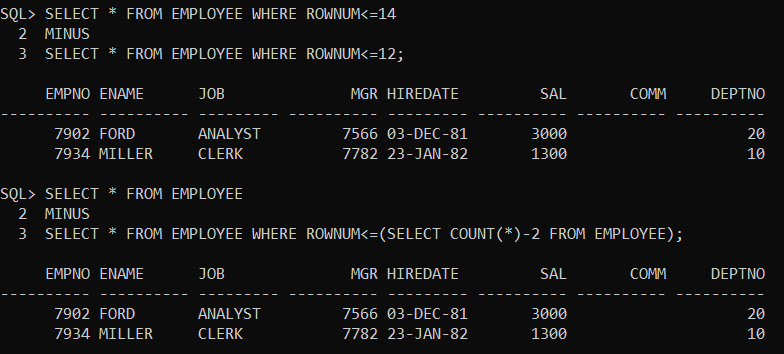 SQL> SELECT * FROM EMPLOYEE WHERE ROWNUM<=14
  2  MINUS
  3  SELECT * FROM EMPLOYEE WHERE ROWNUM<=12;

     EMPNO ENAME      JOB              MGR HIREDATE         SAL       COMM     DEPTNO
---------- ---------- --------- ---------- --------- ---------- ---------- ----------
      7902 FORD       ANALYST         7566 03-DEC-81       3000                    20
      7934 MILLER     CLERK           7782 23-JAN-82       1300                    10

SQL> SELECT * FROM EMPLOYEE
  2  MINUS
  3  SELECT * FROM EMPLOYEE WHERE ROWNUM<=(SELECT COUNT(*)-2 FROM EMPLOYEE);

     EMPNO ENAME      JOB              MGR HIREDATE         SAL       COMM     DEPTNO
---------- ---------- --------- ---------- --------- ---------- ---------- ----------
      7902 FORD       ANALYST         7566 03-DEC-81       3000                    20
      7934 MILLER     CLERK           7782 23-JAN-82       1300                    10